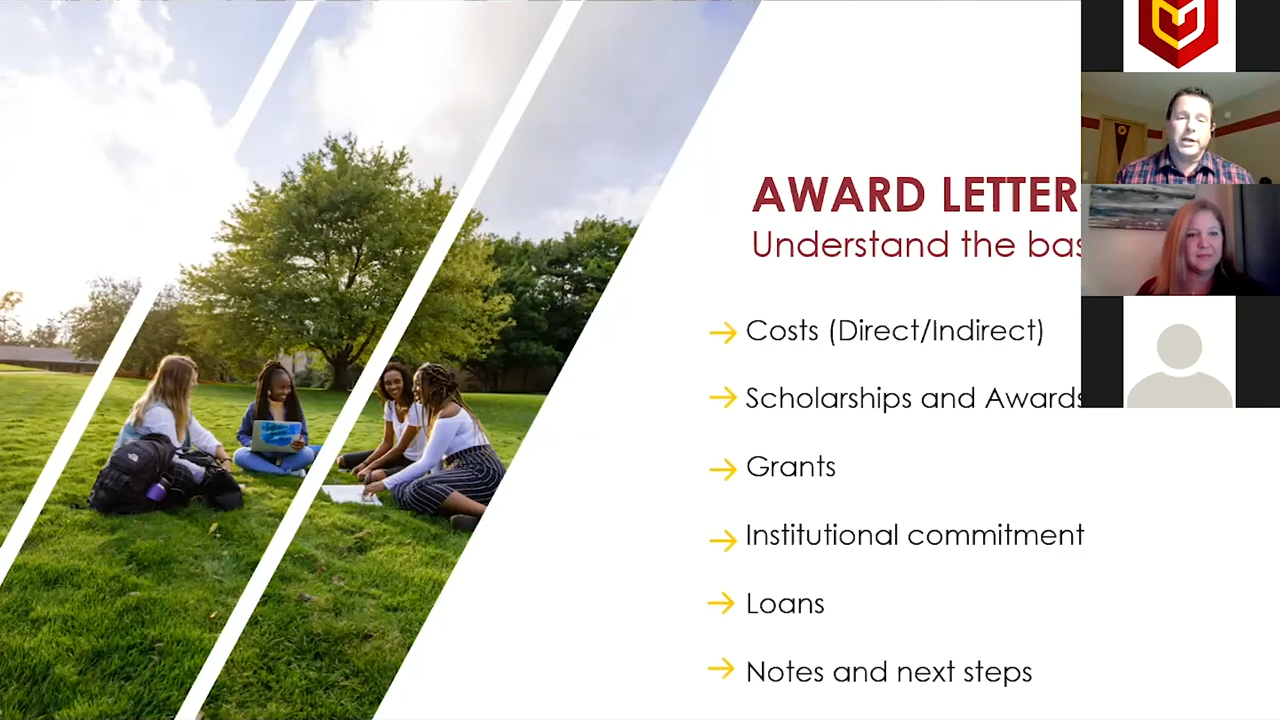 AWARD LETTER
Understand the bas
Costs (Direct/Indirect)
Scholarships and Awards
Grants
Institutional commitment
Loans
Notes and next steps